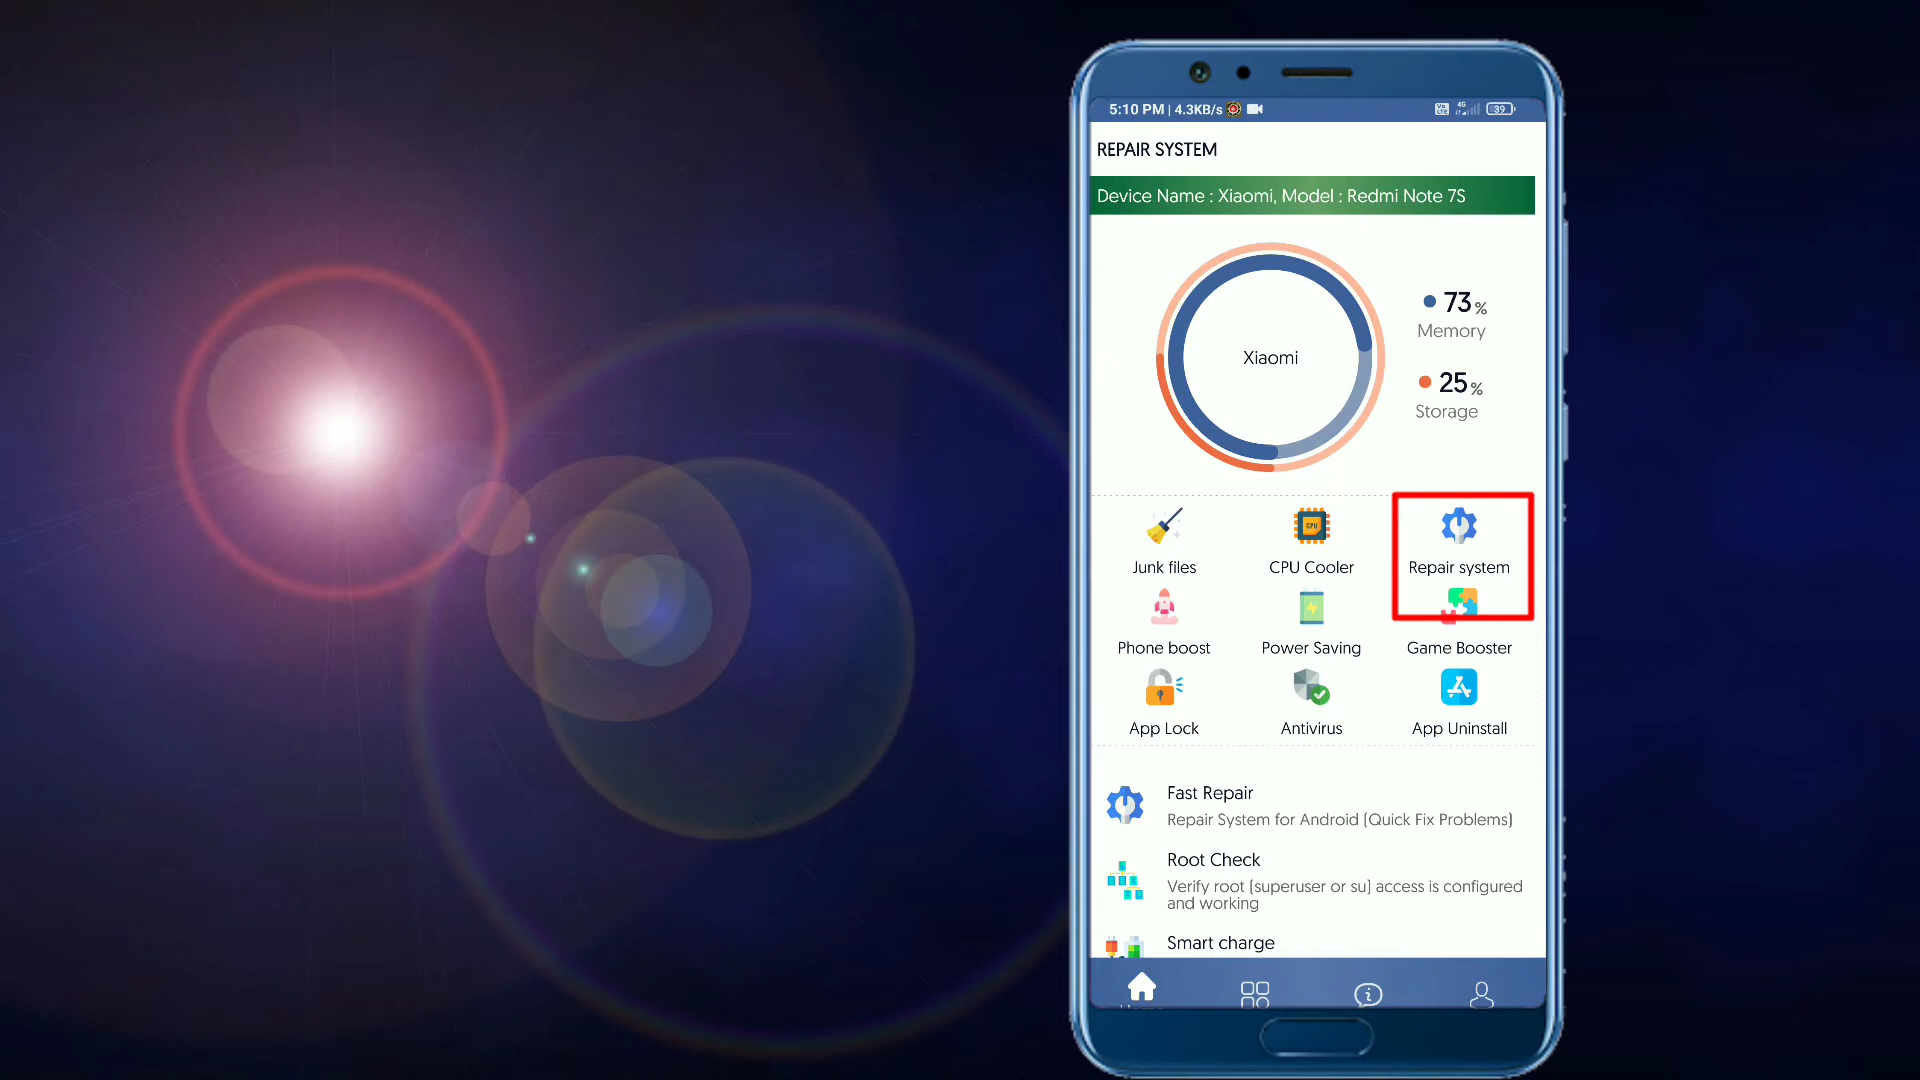 5:10 PM | 4.3KB/s
4G
39
REPAIR SYSTEM
Device Name : Xiaomi, Model : Redmi Note 7S
73%
Memory
Xiaomi
25%
Storage
CPU
Junk files
CPU Cooler
Repair system
Phone boost
Power Saving
Game Booster
App Lock
Antivirus
App Uninstall
Fast Repair
Repair System for Android (Quick Fix Problems)
Root Check
Verify root (superuser or su) access is configured
and working
Smart charge